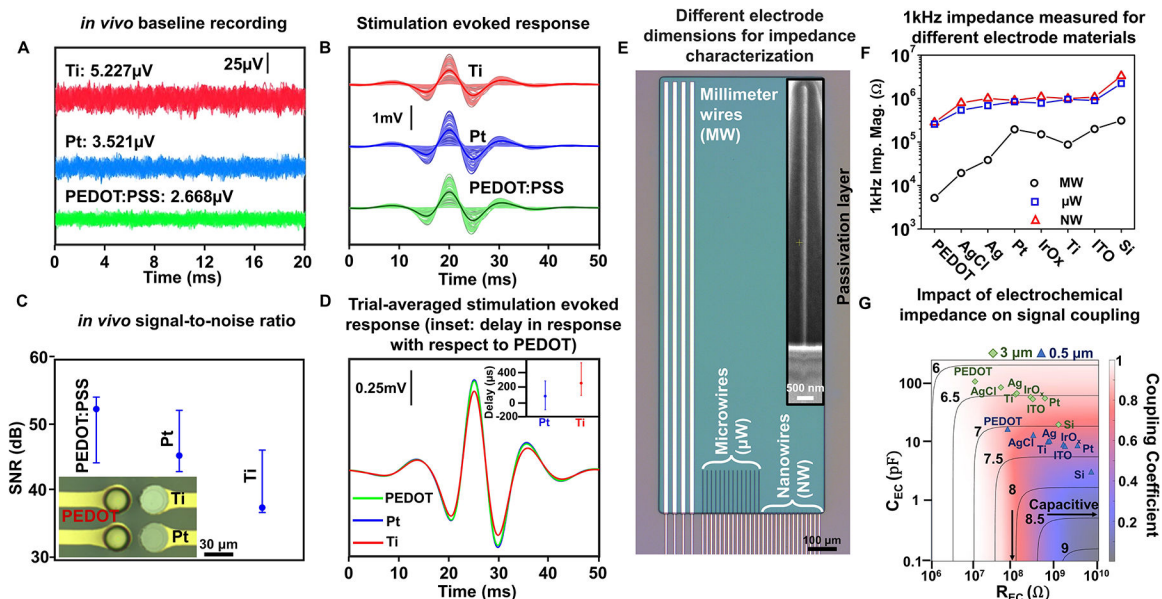 in vivo baseline recording
A
Ti: 5.227µV
25µV
Pt: 3.521µV
PEDOT:PSS: 2.668µV
0 4 8 12 16 20
Time (ms)
Stimulation evoked response
B
Ti
1mV
Pt
PEDOT:PSS
0 10 20 30 40 50
Time (ms)
C
in vivo signal-to-noise ratio
60
50
40
30
SNR (dB)
PEDOT:PSS
Pt
Ti
PEDOT
Ti
Pt
30 µm
D
Trial-averaged stimulation evoked
response (inset: delay in response
with respect to PEDOT)
0.25mV
Delay (µs)
400
200
0
-200
Pt
Ti
PEDOT
Pt
Ti
0 10 20 30 40 50
Time (ms)
Different electrode
dimensions for impedance
characterization
E
Millimeter
wires
(MW)
Passivation layer
500 nm
Microwires
(µW)
Nanowires
(NW)
100 µm
1kHz impedance measured for
different electrode materials
F
1kHz Imp. Mag. (Ω)
10⁷
10⁶
10⁵
10⁴
10³
MW
µW
NW
PEDOT
AgCl
Ag
Pt
IrOx
Ti
ITO
Si
G
Impact of electrochemical
impedance on signal coupling
3 µm
0.5 µm
C_EC (pF)
100
10
1
0.1
6
6.5
7
7.5
8
8.5
9
PEDOT
AgCl
Ag
Ti
IrOₓ
ITO
Pt
Si
PEDOT
AgCl
Ag
Ti
IrOₓ
ITO
Pt
Si
Capacitive
10⁶ 10⁷ 10⁸ 10⁹ 10¹⁰
R_EC (Ω)
1
0.8
0.6
0.4
0.2
Coupling Coefficient